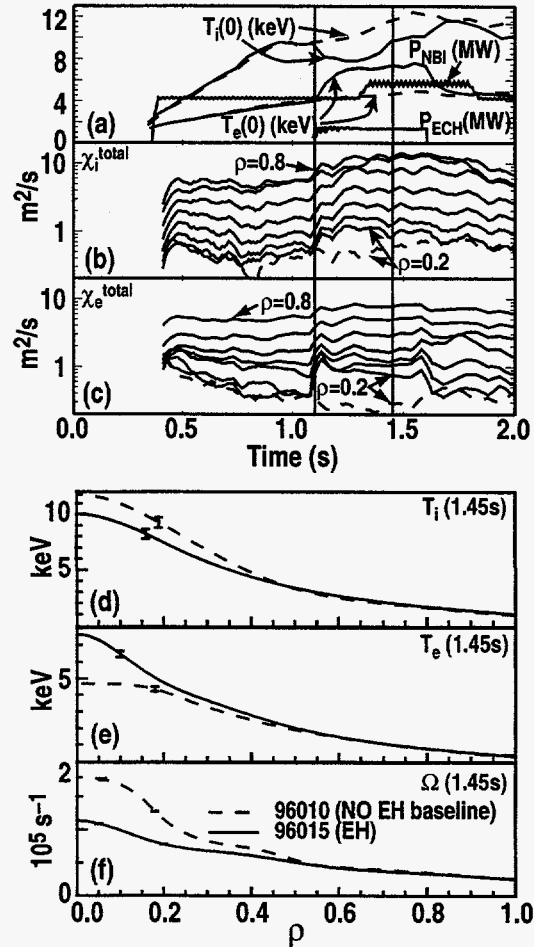 12
8
4
0
T_i(0) (keV)
P_NBI (MW)
T_e(0) (keV)
P_ECH(MW)
(a)
χ_i^total
m²/s
1
ρ=0.8
ρ=0.2
(b)
χ_e^total
m²/s
10
1
ρ=0.8
ρ=0.2
(c)
0.0 0.5 1.0 1.5 2.0
Time (s)
10
5
keV
T_i (1.45s)
(d)
5
keV
T_e (1.45s)
(e)
2
1
0
10⁵ s⁻¹
Ω (1.45s)
96010 (NO EH baseline)
96015 (EH)
(f)
0.0 0.2 0.4 0.6 0.8 1.0
ρ